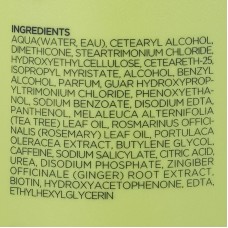 INGREDIENTS
AQUA(WATER, EAU), CETEARYL ALCOHOL,
DIMETHICONE, STEARTRIMONIUM CHLORIDE,
HYDROXYETHYLCELLULOSE, CETEARETH-25,
ISOPROPYL MYRISTATE, ALCOHOL, BENZYL
ALCOHOL, PARFUM, GUAR HYDROXYPROP-
YLTRIMONIUM CHLORIDE, PHENOXYETHA-
NOL, SODIUM BENZOATE, DISODIUM EDTA,
PANTHENOL, MELALEUCA ALTERNIFOLIA
(TEA TREE) LEAF OIL, ROSMARINUS OFFICI-
NALIS (ROSEMARY) LEAF OIL, PORTULACA
OLERACEA EXTRACT, BUTYLENE GLYCOL,
CAFFEINE, SODIUM SALICYLATE, CITRIC ACID,
UREA, DISODIUM PHOSPHATE, ZINGIBER
OFFICINALE (GINGER) ROOT EXTRACT,
BIOTIN, HYDROXYACETOPHENONE, EDTA,
ETHYLHEXYLGLYCERIN